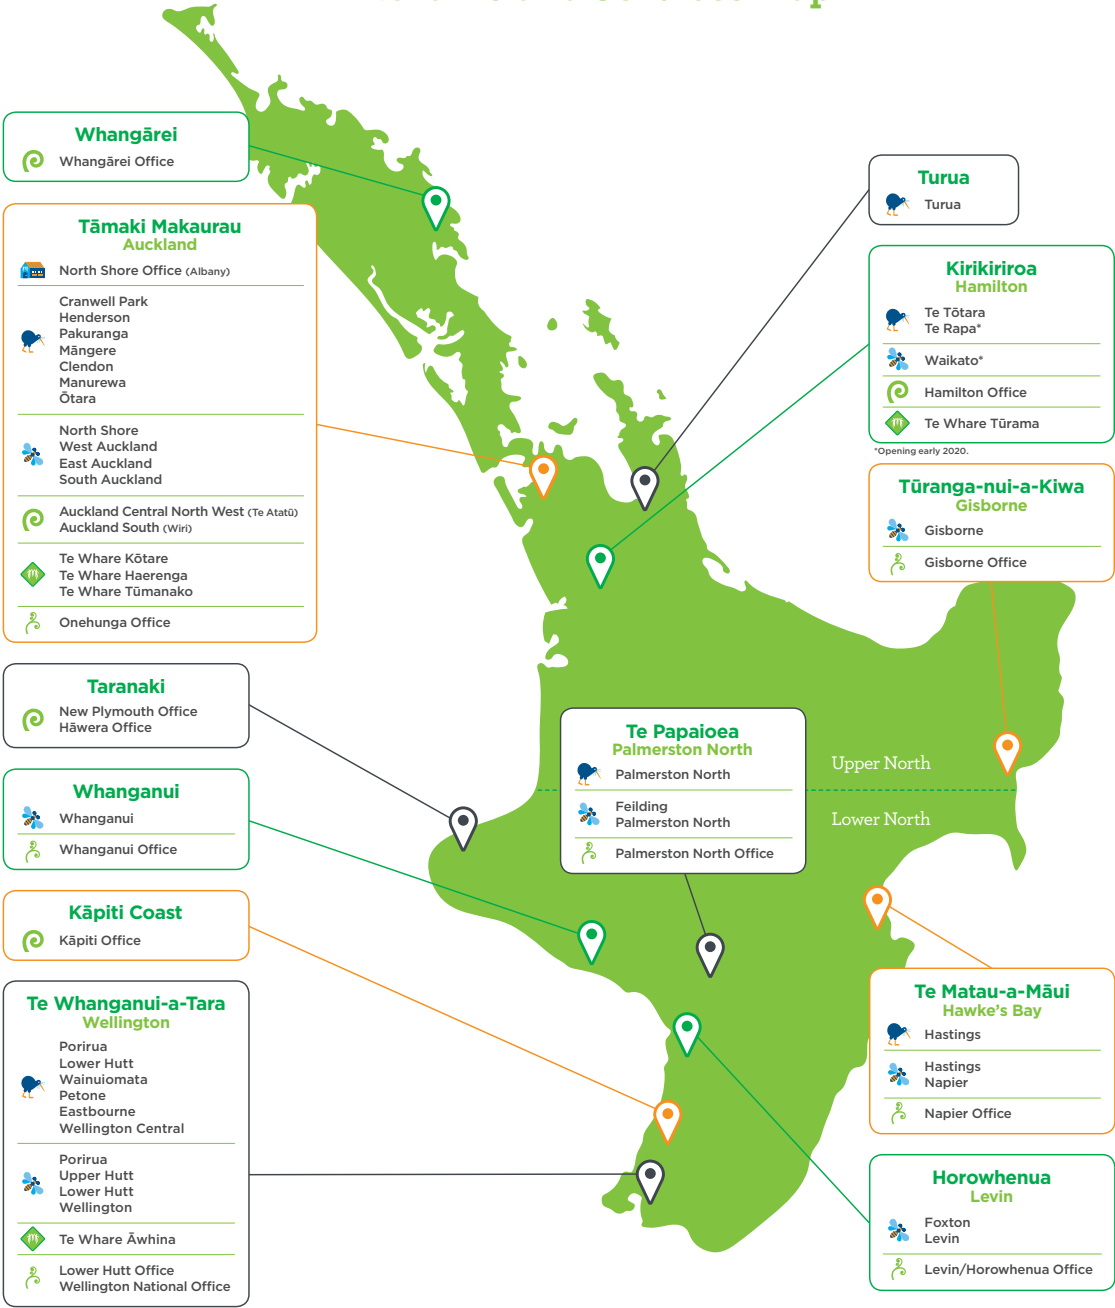 Whangārei
Whangārei Office
Tāmaki Makaurau
Auckland
North Shore Office (Albany)
Cranwell Park
Henderson
Pakuranga
Māngere
Clendon
Manurewa
Ōtara
North Shore
West Auckland
East Auckland
South Auckland
Auckland Central North West (Te Atatū)
Auckland South (Wiri)
Te Whare Kōtare
Te Whare Haerenga
Te Whare Tūmanako
Onehunga Office
Taranaki
New Plymouth Office
Hāwera Office
Whanganui
Whanganui
Whanganui Office
Kāpiti Coast
Kāpiti Office
Te Whanganui-a-Tara
Wellington
Porirua
Lower Hutt
Wainuiomata
Petone
Eastbourne
Wellington Central
Porirua
Upper Hutt
Lower Hutt
Wellington
Te Whare Āwhina
Lower Hutt Office
Wellington National Office
Te Papaioea
Palmerston North
Palmerston North
Feilding
Palmerston North
Palmerston North Office
Upper North
Lower North
Turua
Turua
Kirikiriroa
Hamilton
Te Tōtara
Te Rapa*
Waikato*
Hamilton Office
Te Whare Tūrama
*Opening early 2020.
Tūranga-nui-a-Kiwa
Gisborne
Gisborne
Gisborne Office
Te Matau-a-Māui
Hawke's Bay
Hastings
Hastings
Napier
Napier Office
Horowhenua
Levin
Foxton
Levin
Levin/Horowhenua Office